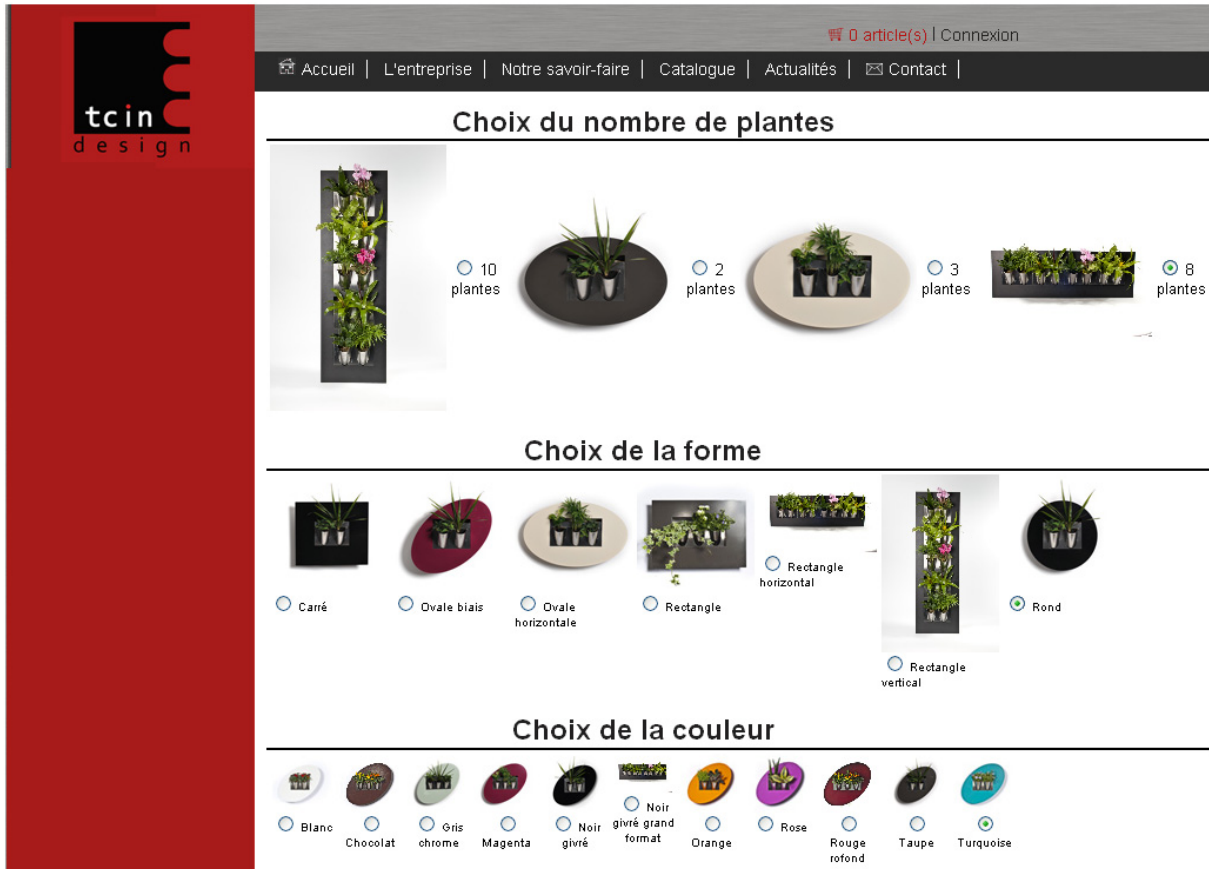 tcin
design
0 article(s) | Connexion
Accueil | L'entreprise | Notre savoir-faire | Catalogue | Actualités | Contact |
Choix du nombre de plantes
10 plantes
2 plantes
3 plantes
8 plantes
Choix de la forme
Carré
Ovale biais
Ovale horizontale
Rectangle
Rectangle horizontal
Rectangle vertical
Rond
Choix de la couleur
Blanc
Chocolat
Gris chrome
Magenta
Noir givré
Noir givré grand format
Orange
Rose
Rouge rofond
Taupe
Turquoise